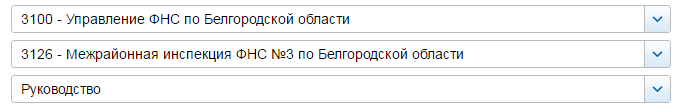 3100 - Управление ФНС по Белгородской области
3126 - Межрайонная инспекция ФНС №3 по Белгородской области
Руководство